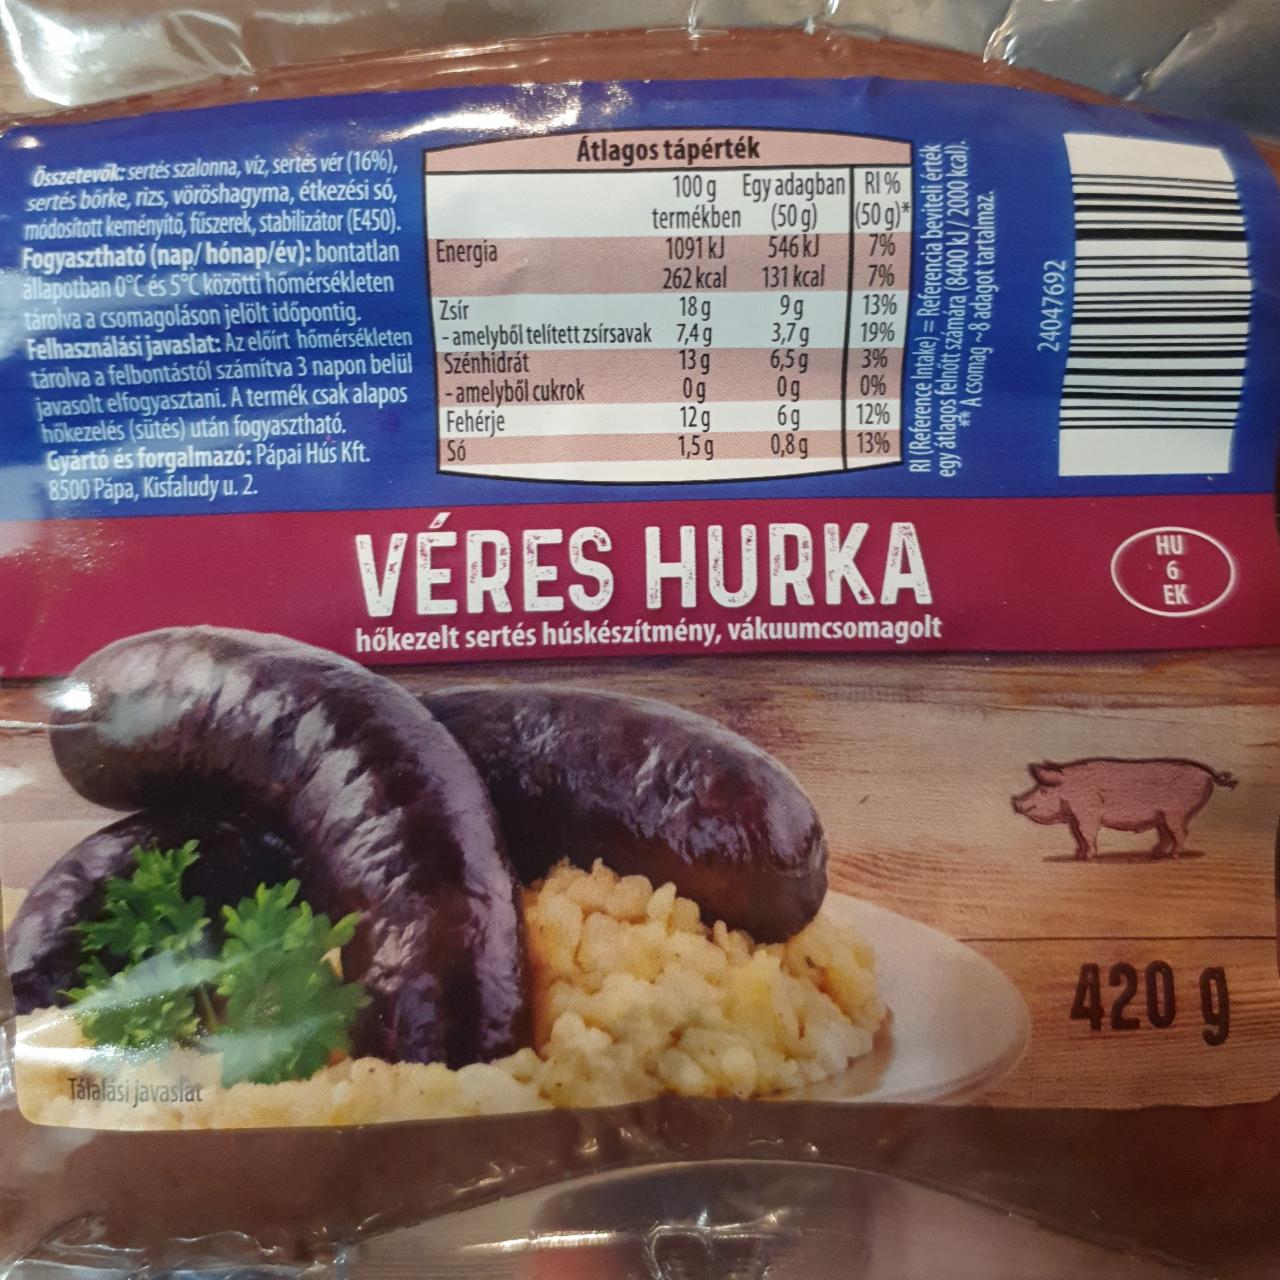 Összetevők: sertés szalonna, víz, sertés vér (16%),
sertés bőrke, rizs, vöröshagyma, étkezési só,
módosított keményítő, fűszerek, stabilizátor (E450).
Fogyasztható (nap/ hónap/év): bontatlan
állapotban 0°C és 5°C közötti hőmérsékleten
tárolva a csomagoláson jelölt időpontig.
Felhasználási javaslat: Az előírt hőmérsékleten
tárolva a felbontástól számítva 3 napon belül
javasolt elfogyasztani. A termék csak alapos
hőkezelés (sütés) után fogyasztható.
Gyártó és forgalmazó: Pápai Hús Kft.
8500 Pápa, Kisfaludy u. 2.
Átlagos tápérték
100 g Egy adagban RI %
termékben (50 g) (50 g)*
Energia 1091 kJ 546 kJ 7%
262 kcal 131 kcal 7%
Zsír 18 g 9 g 13%
- amelyből telített zsírsavak 7,4 g 3,7 g 19%
Szénhidrát 13 g 6,5 g 3%
- amelyből cukrok 0 g 0 g 0%
Fehérje 12 g 6 g 12%
Só 1,5 g 0,8 g 13%
RI (Reference Intake) = Referencia beviteli érték
egy átlagos felnőtt számára (8400 kJ / 2000 kcal).
** A csomag ~8 adagot tartalmaz.
24047692
VÉRES HURKA
hőkezelt sertés húskészítmény, vákuumcsomagolt
HU
6
EK
420 g
Tálalási javaslat